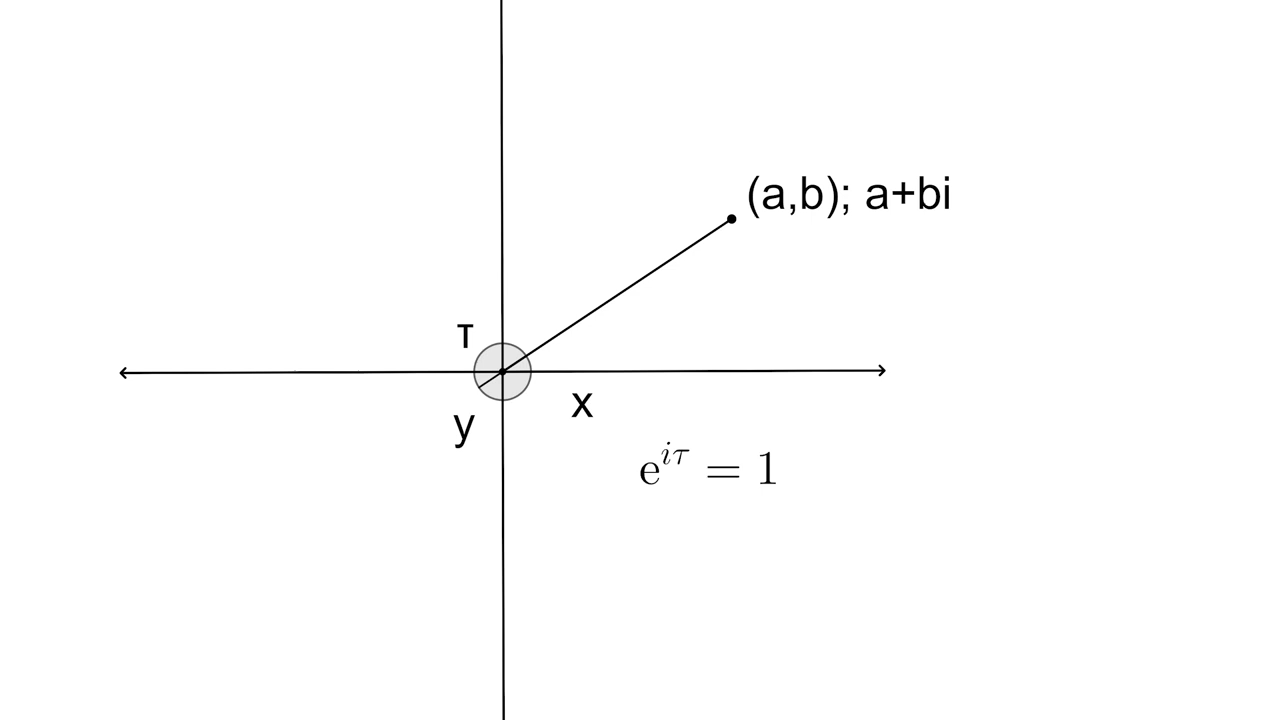 (a,b); a+bi
τ
x
y
e^{iτ} = 1